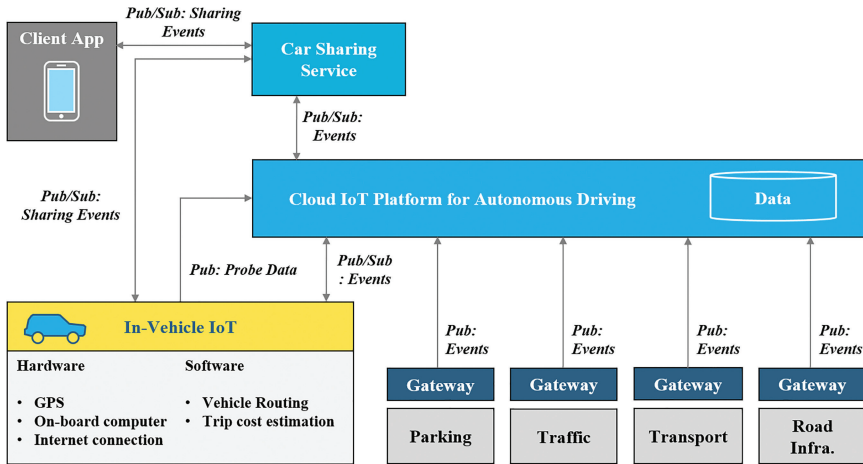 Client App
Pub/Sub: Sharing
Events
Car Sharing
Service
Pub/Sub:
Events
Pub/Sub:
Sharing Events
Cloud IoT Platform for Autonomous Driving
Data
Pub: Probe Data
Pub/Sub
: Events
Pub:
Events
Pub:
Events
Pub:
Events
Pub:
Events
In-Vehicle IoT
Hardware
• GPS
• On-board computer
• Internet connection
Software
• Vehicle Routing
• Trip cost estimation
Gateway
Parking
Gateway
Traffic
Gateway
Transport
Gateway
Road
Infra.